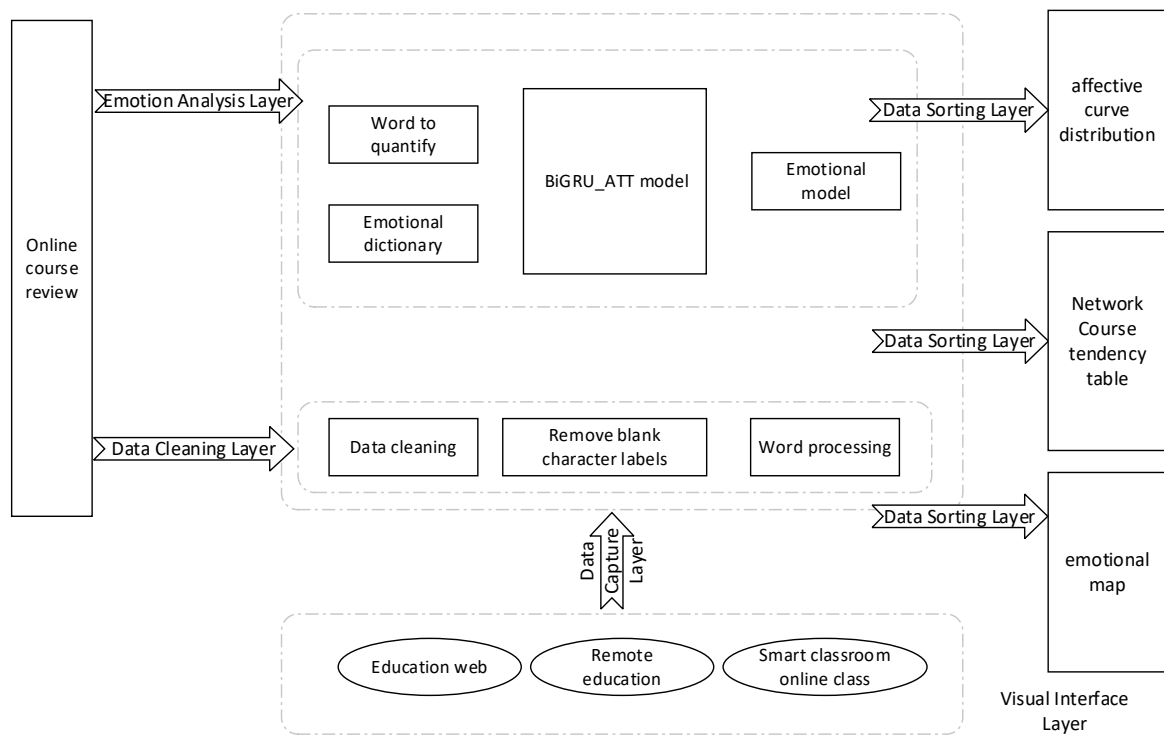 Online
course
review
Emotion Analysis Layer
Data Cleaning Layer
Word to
quantify
Emotional
dictionary
BiGRU_ATT model
Emotional
model
Data cleaning
Remove blank
character labels
Word processing
Data
Capture
Layer
Education web
Remote
education
Smart classroom
online class
Data Sorting Layer
Data Sorting Layer
Data Sorting Layer
affective
curve
distribution
Network
Course
tendency
table
emotional
map
Visual Interface
Layer